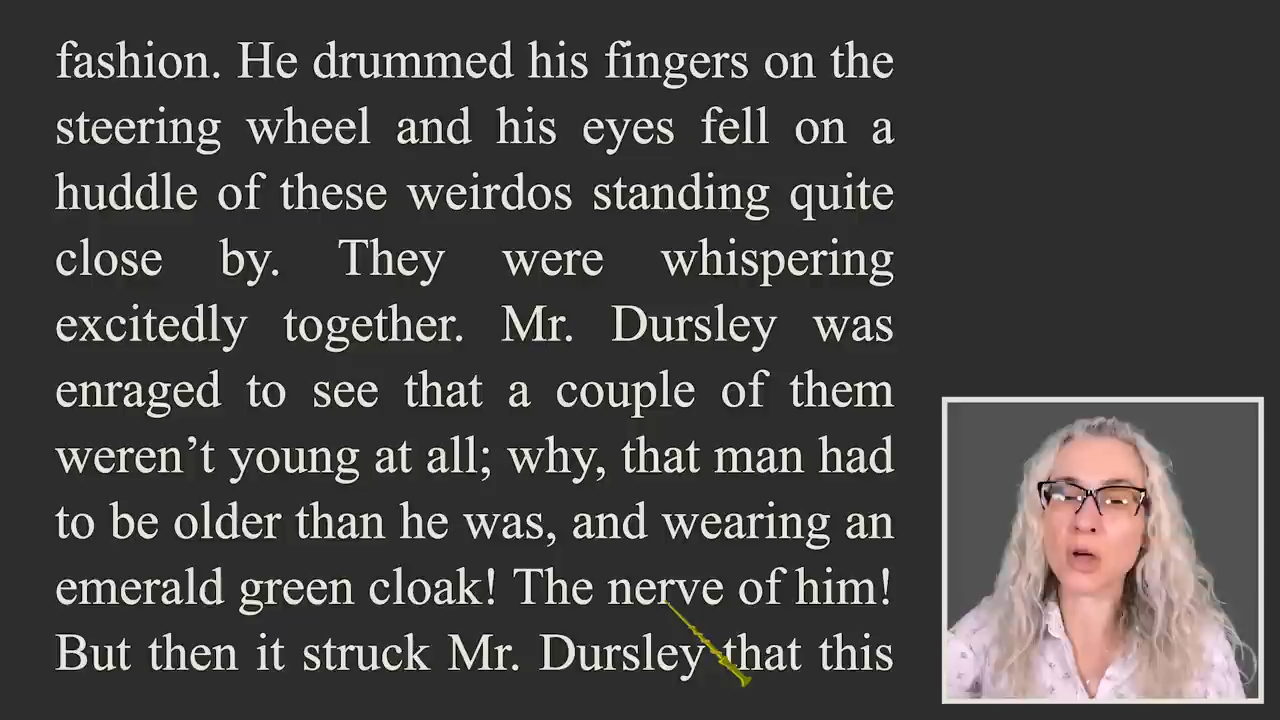 fashion. He drummed his fingers on the
steering wheel and his eyes fell on a
huddle of these weirdos standing quite
close by. They were whispering
excitedly together. Mr. Dursley was
enraged to see that a couple of them
weren’t young at all; why, that man had
to be older than he was, and wearing an
emerald green cloak! The nerve of him!
But then it struck Mr. Dursley that this